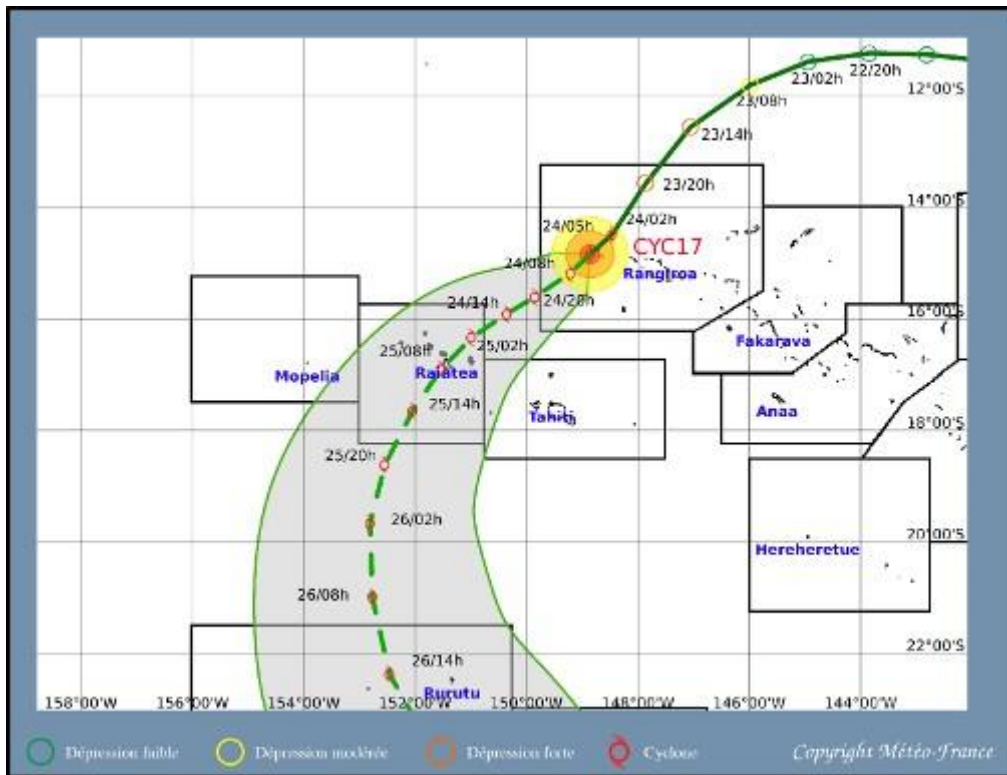 12°00'S
23/02h
22/20h
23/08h
23/14h
23/20h
14°00'S
24/05h
24/02h
CYC17
24/08h
Rangiroa
24/14h
24/20h
16°00'S
25/02h
25/08h
Fakarava
Mopelia
Raiatea
25/14h
Tahiti
Anaa
18°00'S
25/20h
26/02h
20°00'S
Hereheretue
26/08h
22°00'S
26/14h
Rurutu
158°00'W 156°00'W 154°00'W 152°00'W 150°00'W 148°00'W 146°00'W 144°00'W
Dépression faible Dépression modérée Dépression forte Cyclone Copyright Météo-France